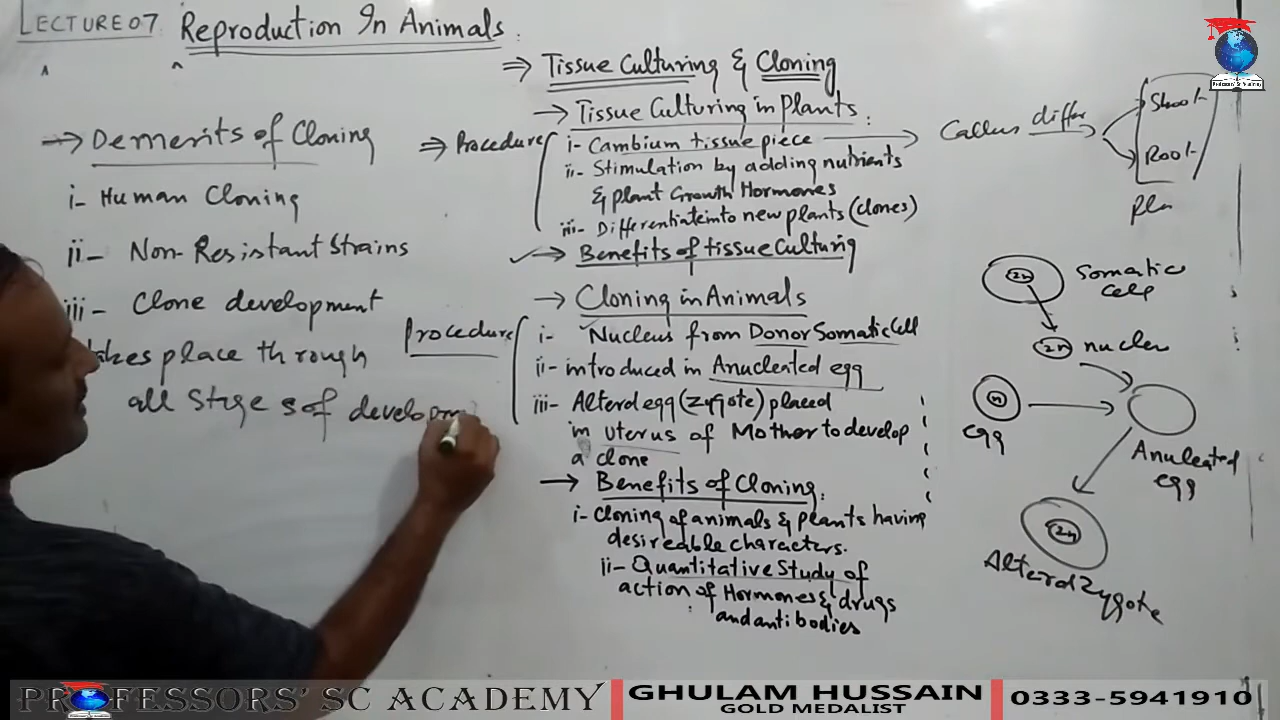 LECTURE 07 Reproduction In Animals.
⇒ Tissue Culturing & Cloning
→ Tissue Culturing in plants.
→ Demerits of Cloning
i- Human Cloning
ii- Non-Resistant Strains
iii- Clone development
takes place through
all stages of developm
⇒ Procedure
i- Cambium tissue piece →
ii- Stimulation by adding nutrients
& plant Growth Hormones
iii- Differentiate into new plants (clones)
→ Benefits of tissue Culturing
→ Cloning in Animals
Procedure
i- Nucleus from Donor Somatic Cell
ii- introduced in Anucleated egg
iii- Alterd egg (Zygote) placed
in uterus of Mother to develop
a clone
→ Benefits of Cloning.
i- Cloning of animals & plants having
desireable characters.
ii- Quantitative Study of
action of Hormones & drugs
and antibodies
Callus differ
Shoot
Root
Pla
2n
Somatic
Cell
2n nucleu
n
egg
Anucleated
egg
2n
Alterd Zygote
PROFESSORS' SC ACADEMY
GHULAM HUSSAIN
GOLD MEDALIST
0333-5941910